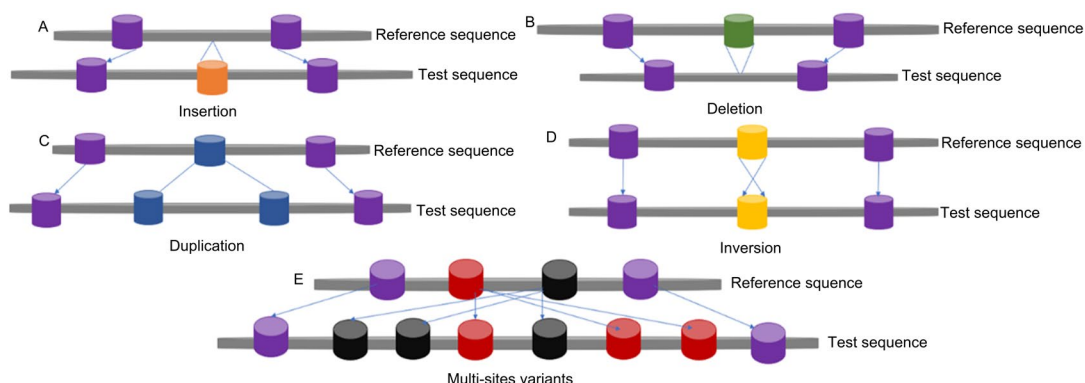 A
Reference sequence
Test sequence
Insertion
B
Reference sequence
Test sequence
Deletion
C
Reference sequence
Test sequence
Duplication
D
Reference sequence
Test sequence
Inversion
E
Reference squence
Test sequence
Multi-sites variants